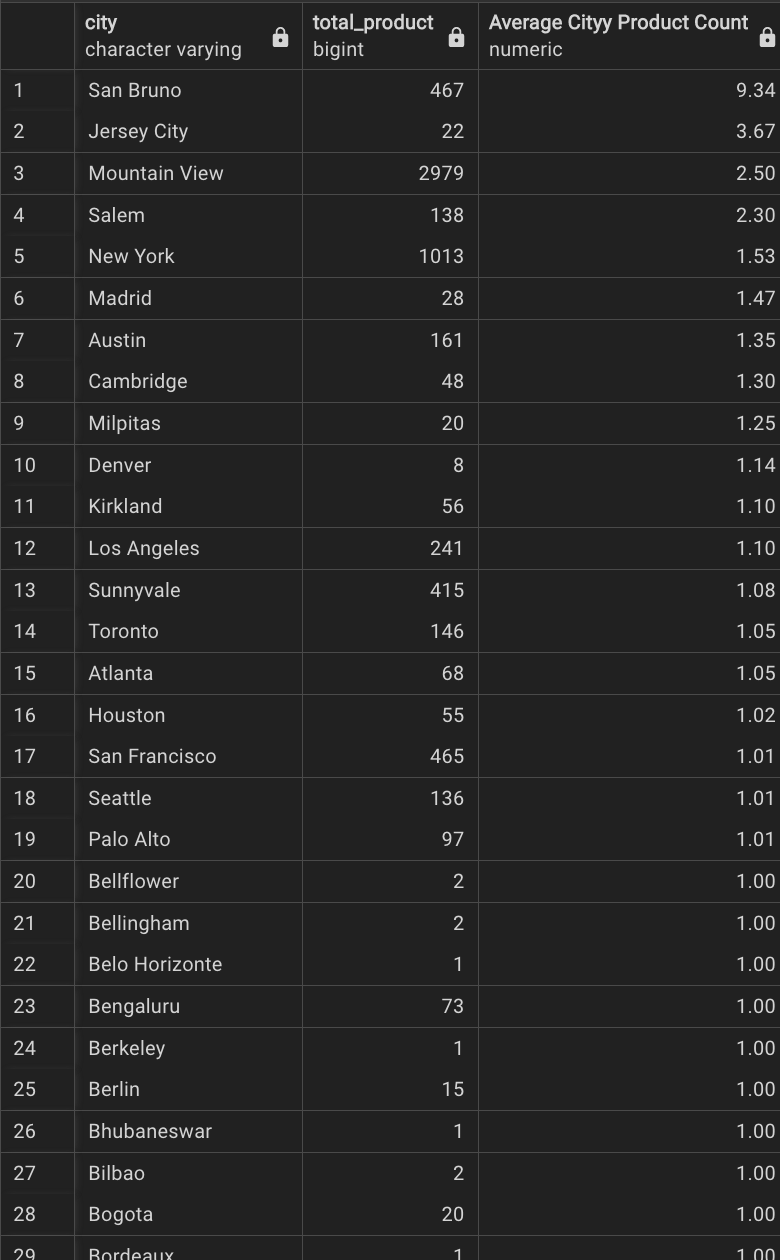 city total_product Average Cityy Product Count
character varying bigint numeric
1 San Bruno 467 9.34
2 Jersey City 22 3.67
3 Mountain View 2979 2.50
4 Salem 138 2.30
5 New York 1013 1.53
6 Madrid 28 1.47
7 Austin 161 1.35
8 Cambridge 48 1.30
9 Milpitas 20 1.25
10 Denver 8 1.14
11 Kirkland 56 1.10
12 Los Angeles 241 1.10
13 Sunnyvale 415 1.08
14 Toronto 146 1.05
15 Atlanta 68 1.05
16 Houston 55 1.02
17 San Francisco 465 1.01
18 Seattle 136 1.01
19 Palo Alto 97 1.01
20 Bellflower 2 1.00
21 Bellingham 2 1.00
22 Belo Horizonte 1 1.00
23 Bengaluru 73 1.00
24 Berkeley 1 1.00
25 Berlin 15 1.00
26 Bhubaneswar 1 1.00
27 Bilbao 2 1.00
28 Bogota 20 1.00
29 Bordeaux 1 1.00